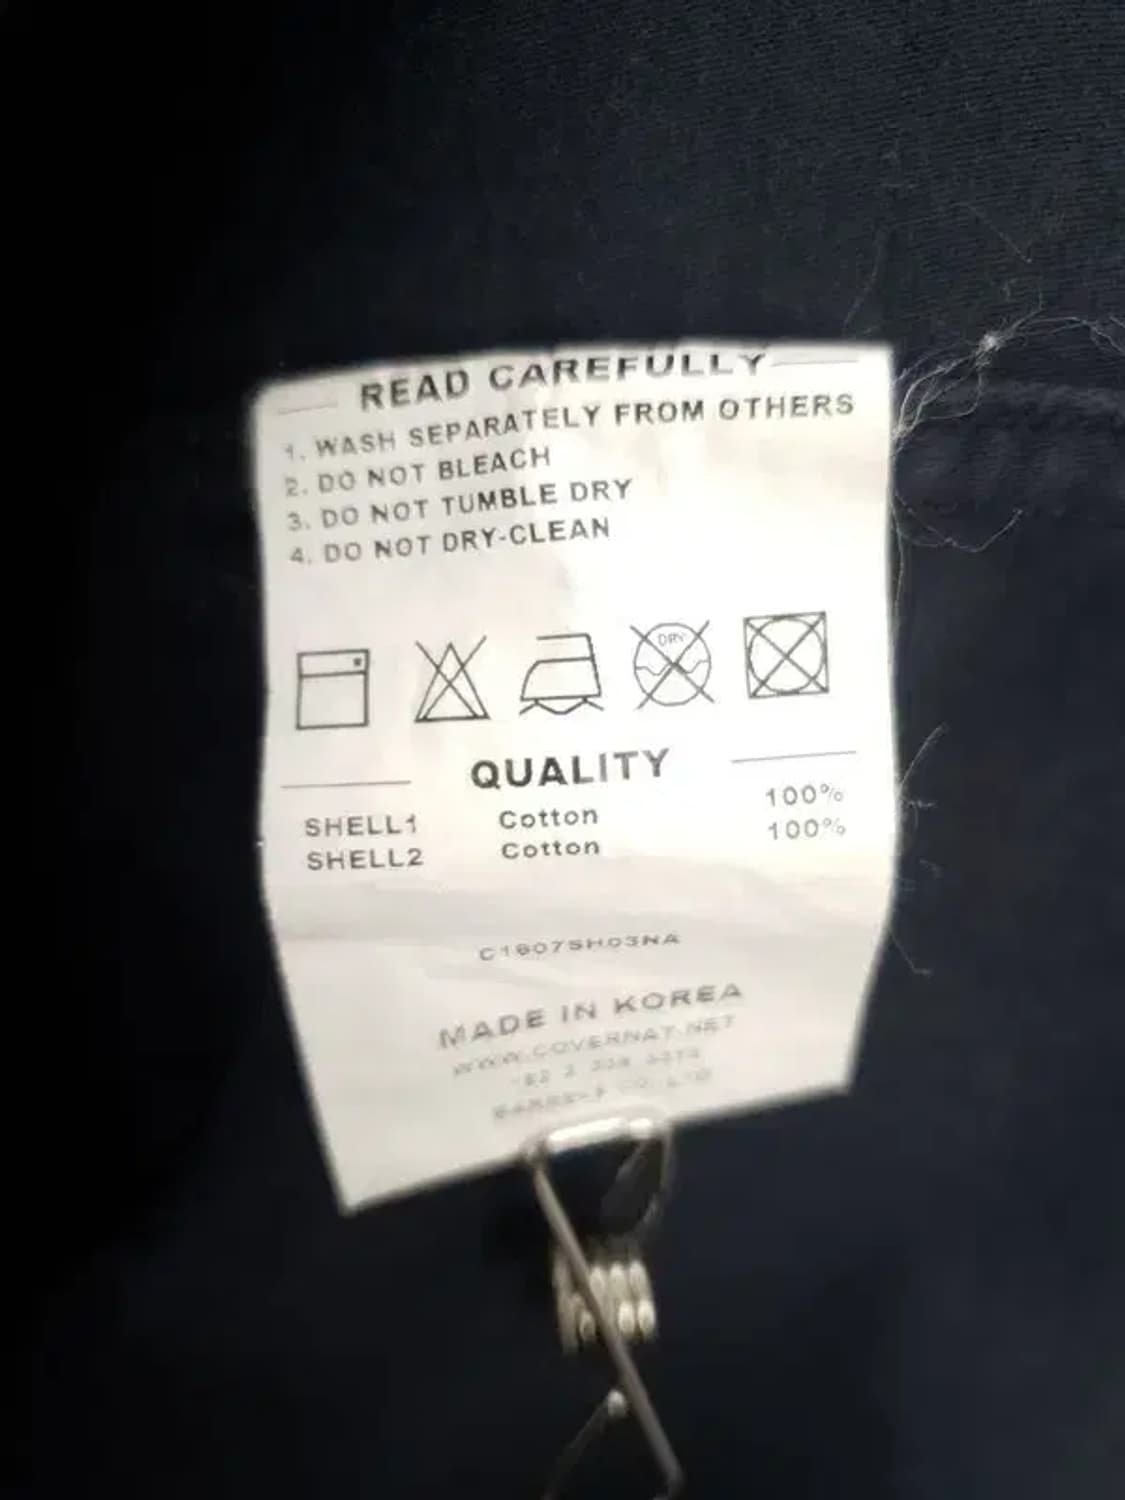 READ CAREFULLY
1. WASH SEPARATELY FROM OTHERS
2. DO NOT BLEACH
3. DO NOT TUMBLE DRY
4. DO NOT DRY-CLEAN
DRY
QUALITY
SHELL1 Cotton 100%
SHELL2 Cotton 100%
C1607SH03NA
MADE IN KOREA
WWW.COVERNAT.NET